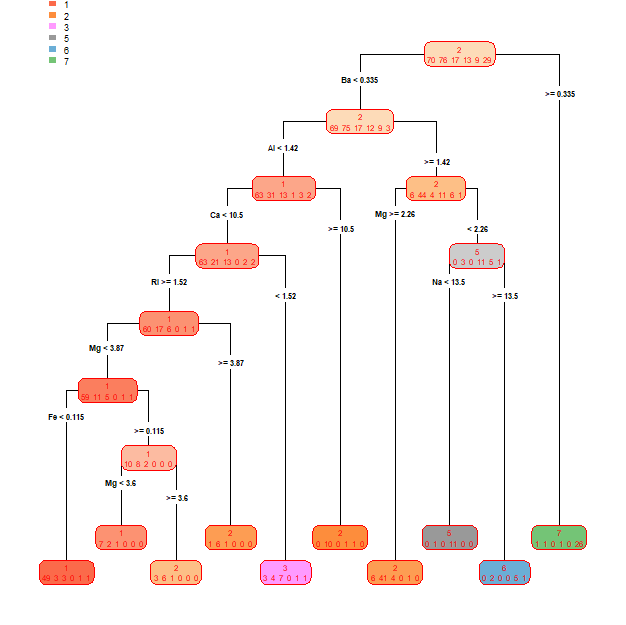 1
2
3
5
6
7
2
70 76 17 13 9 29
Ba < 0.335
>= 0.335
2
69 75 17 12 9 3
Al < 1.42
>= 1.42
1
63 31 13 1 3 2
2
6 44 4 11 6 1
Ca < 10.5
>= 10.5
Mg >= 2.26
< 2.26
1
63 21 13 0 2 2
5
0 3 0 11 5 1
RI >= 1.52
< 1.52
Na < 13.5
>= 13.5
1
60 17 6 0 1 1
Mg < 3.87
>= 3.87
1
59 11 5 0 1 1
Fe < 0.115
>= 0.115
1
10 8 2 0 0 0
Mg < 3.6
>= 3.6
1
7 2 1 0 0 0
2
1 6 1 0 0 0
2
0 10 0 1 1 0
5
0 1 0 11 0 0
7
1 1 0 1 0 26
1
49 3 3 0 1 1
2
3 6 1 0 0 0
3
3 4 7 0 1 1
2
6 41 4 0 1 0
6
0 2 0 0 5 1